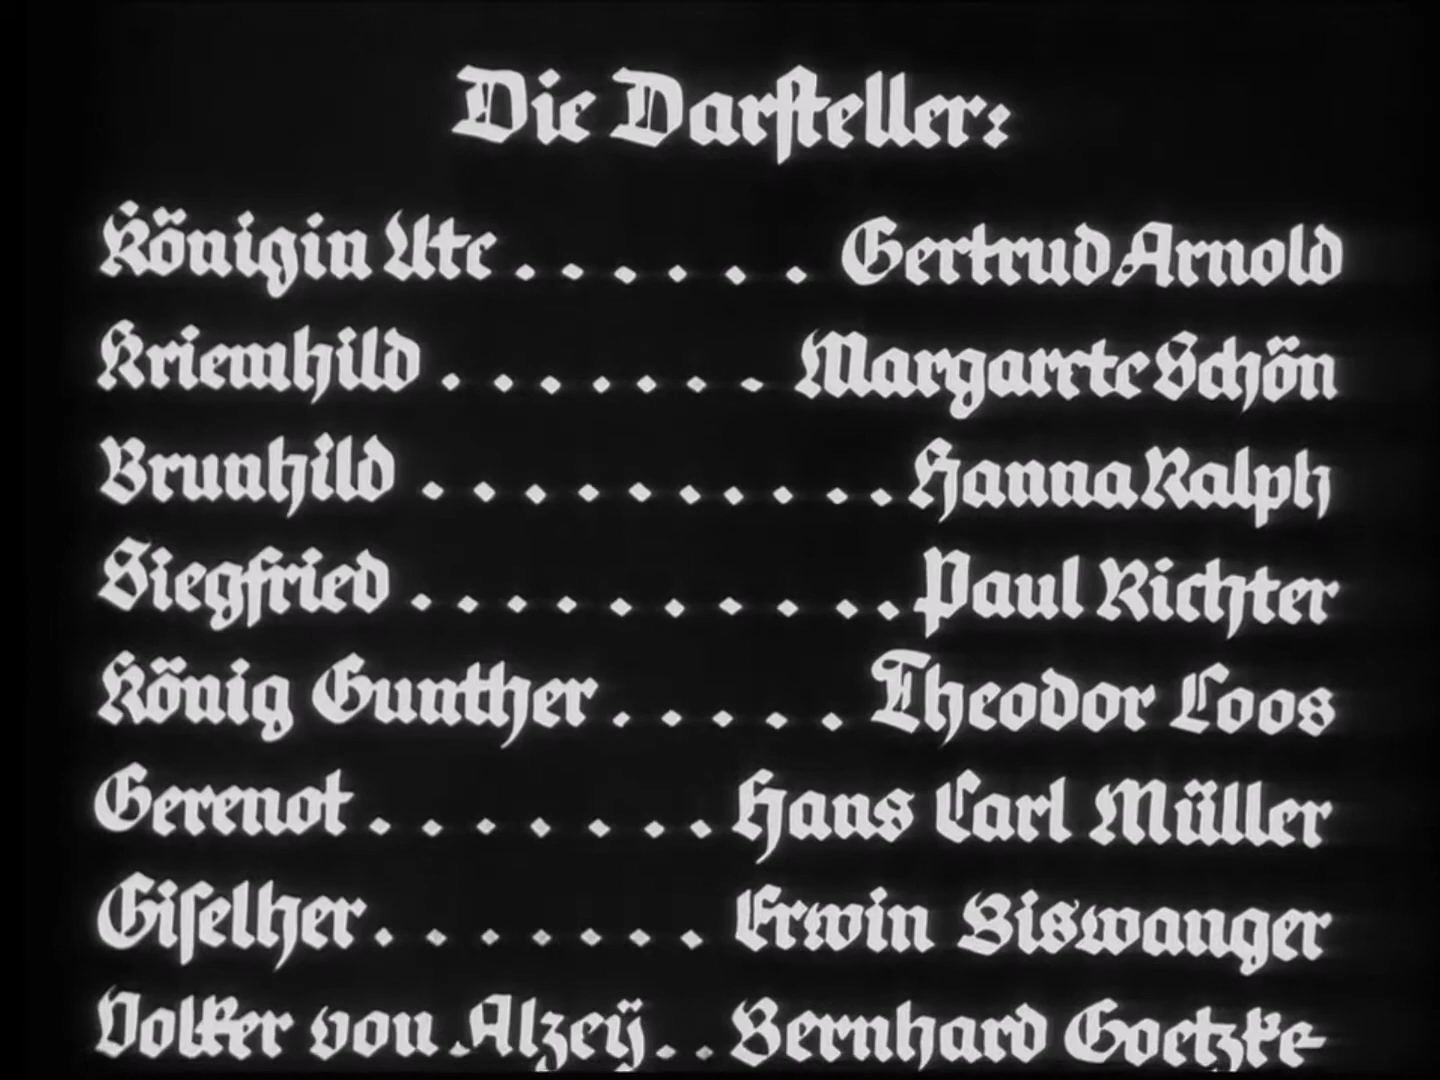 Die Darſteller:
Königin Ute . . . . . . Gertrud Arnold
Kriemhild . . . . . . . Margarete Schön
Brunhild . . . . . . . . . . Hanna Ralph
Siegfried . . . . . . . . . . Paul Richter
König Gunther . . . . . Theodor Loos
Gerenot . . . . . . . Hans Carl Müller
Giſelher . . . . . . . Erwin Biswanger
Volker von Alzeÿ . . Bernhard Goetzke